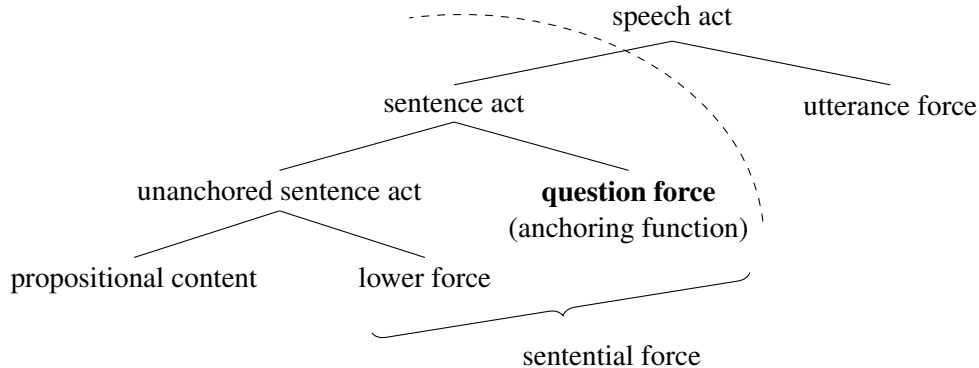 speech act
sentence act
utterance force
unanchored sentence act
question force
(anchoring function)
propositional content
lower force
sentential force